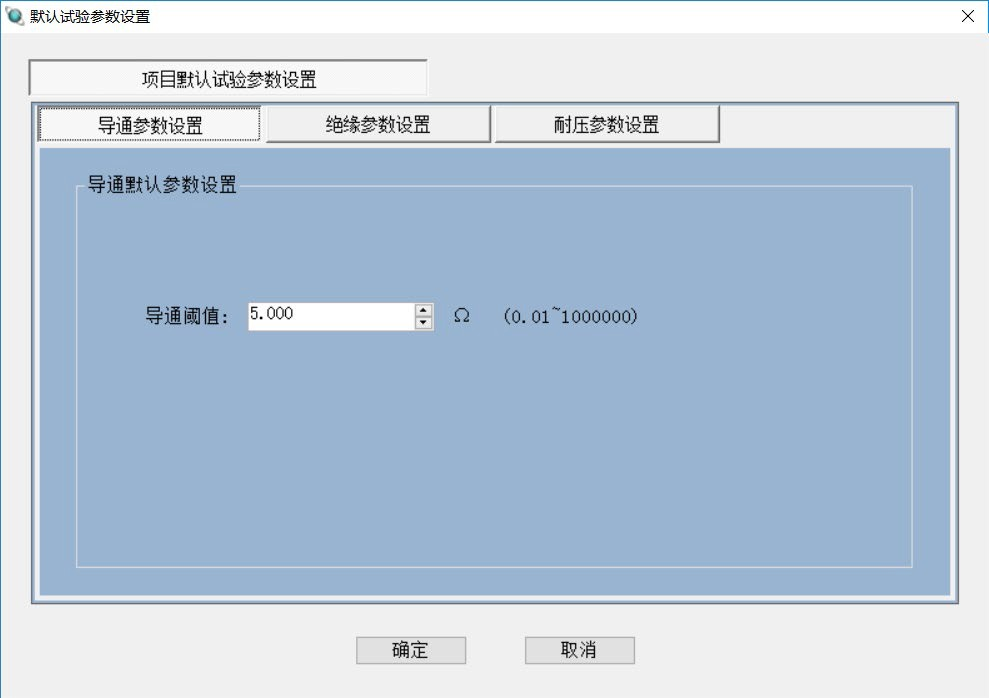 默认试验参数设置
项目默认试验参数设置
导通参数设置 绝缘参数设置 耐压参数设置
导通默认参数设置
导通阈值: 5.000 Ω (0.01~1000000)
确定 取消